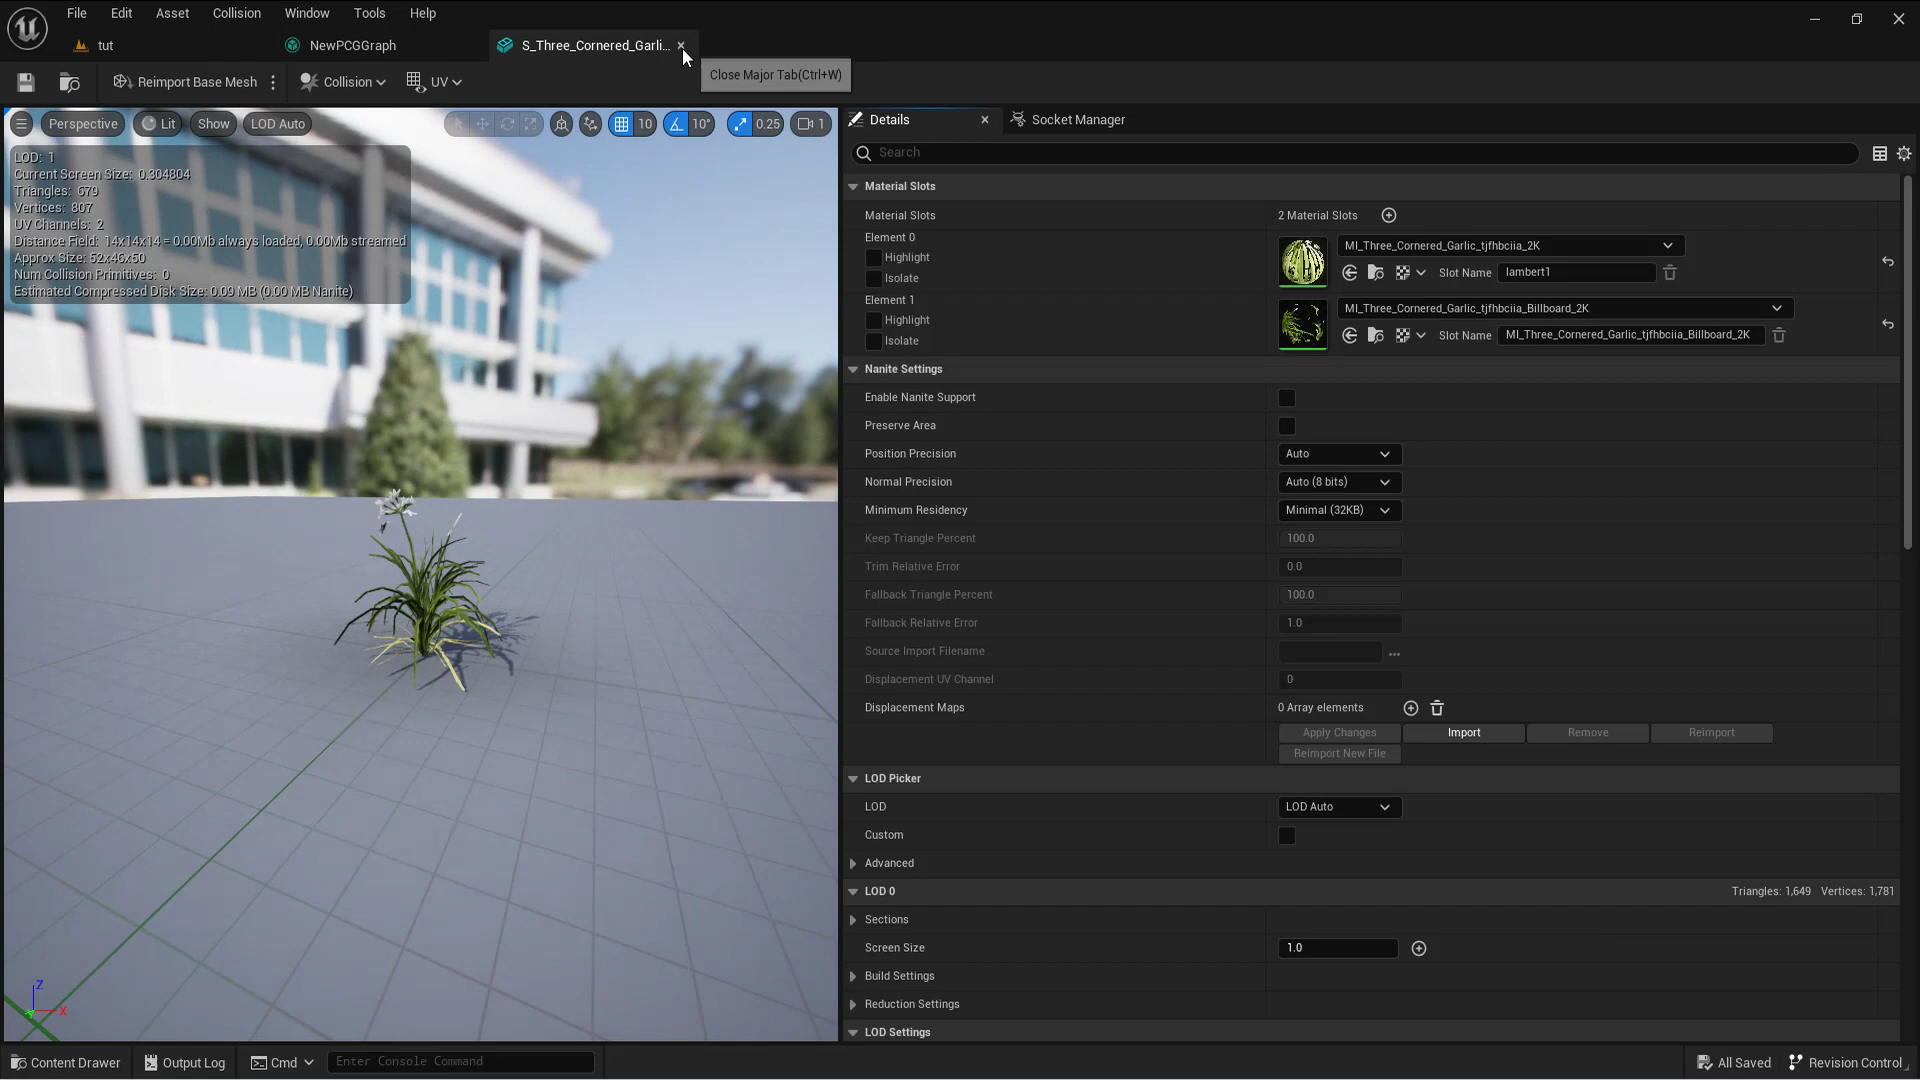 File Edit Asset Collision Window Tools Help
tut NewPCGGraph S_Three_Cornered_Garli...
Reimport Base Mesh Collision UV Close Major Tab(Ctrl+W)
Perspective Lit Show LOD Auto 10 10° 0.25 1
LOD: 1
Current Screen Size: 0.304804
Triangles: 679
Vertices: 807
UV Channels: 2
Distance Field: 14x14x14 = 0.00Mb always loaded, 0.00Mb streamed
Approx Size: 52x46x50
Num Collision Primitives: 0
Estimated Compressed Disk Size: 0.09 MB (0.00 MB Nanite)
Z
X
Details Socket Manager
Search
Material Slots
Material Slots 2 Material Slots
Element 0 MI_Three_Cornered_Garlic_tjfhbciia_2K
Highlight
Isolate Slot Name lambert1
Element 1 MI_Three_Cornered_Garlic_tjfhbciia_Billboard_2K
Highlight
Isolate Slot Name MI_Three_Cornered_Garlic_tjfhbciia_Billboard_2K
Nanite Settings
Enable Nanite Support
Preserve Area
Position Precision Auto
Normal Precision Auto (8 bits)
Minimum Residency Minimal (32KB)
Keep Triangle Percent 100.0
Trim Relative Error 0.0
Fallback Triangle Percent 100.0
Fallback Relative Error 1.0
Source Import Filename ...
Displacement UV Channel 0
Displacement Maps 0 Array elements
Apply Changes Import Remove Reimport
Reimport New File
LOD Picker
LOD LOD Auto
Custom
Advanced
LOD 0 Triangles: 1,649 Vertices: 1,781
Sections
Screen Size 1.0
Build Settings
Reduction Settings
LOD Settings
Content Drawer Output Log Cmd Enter Console Command All Saved Revision Control